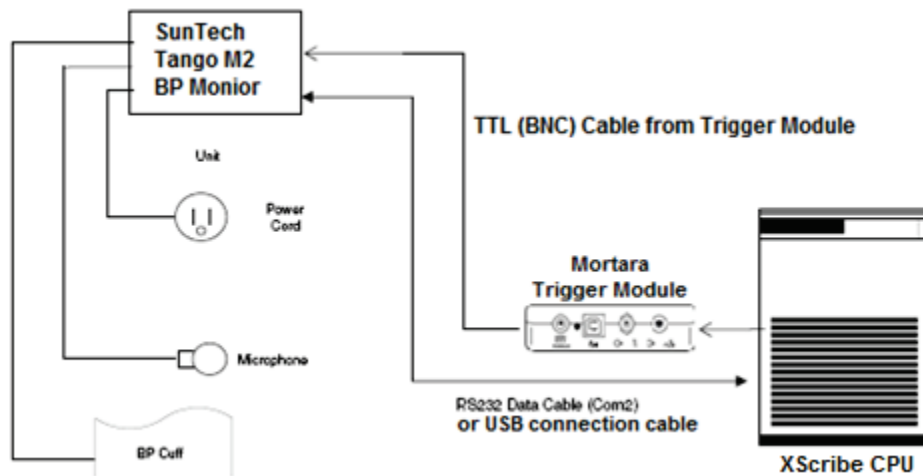 SunTech
Tango M2
BP Monior
TTL (BNC) Cable from Trigger Module
Unit
Power
Cord
Mortara
Trigger Module
Microphone
RS232 Data Cable (Com2)
or USB connection cable
BP Cuff
XScribe CPU